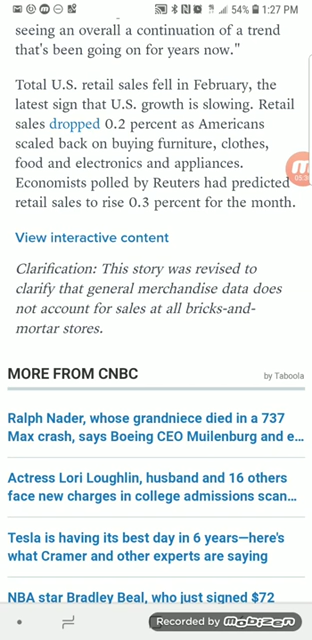 54% 1:27 PM
seeing an overall a continuation of a trend
that's been going on for years now."
Total U.S. retail sales fell in February, the
latest sign that U.S. growth is slowing. Retail
sales dropped 0.2 percent as Americans
scaled back on buying furniture, clothes,
food and electronics and appliances.
Economists polled by Reuters had predicted
retail sales to rise 0.3 percent for the month.
View interactive content
Clarification: This story was revised to
clarify that general merchandise data does
not account for sales at all bricks-and-
mortar stores.
MORE FROM CNBC
by Taboola
Ralph Nader, whose grandniece died in a 737
Max crash, says Boeing CEO Muilenburg and e...
Actress Lori Loughlin, husband and 16 others
face new charges in college admissions scan...
Tesla is having its best day in 6 years—here's
what Cramer and other experts are saying
NBA star Bradley Beal, who just signed $72
Recorded by mobizen